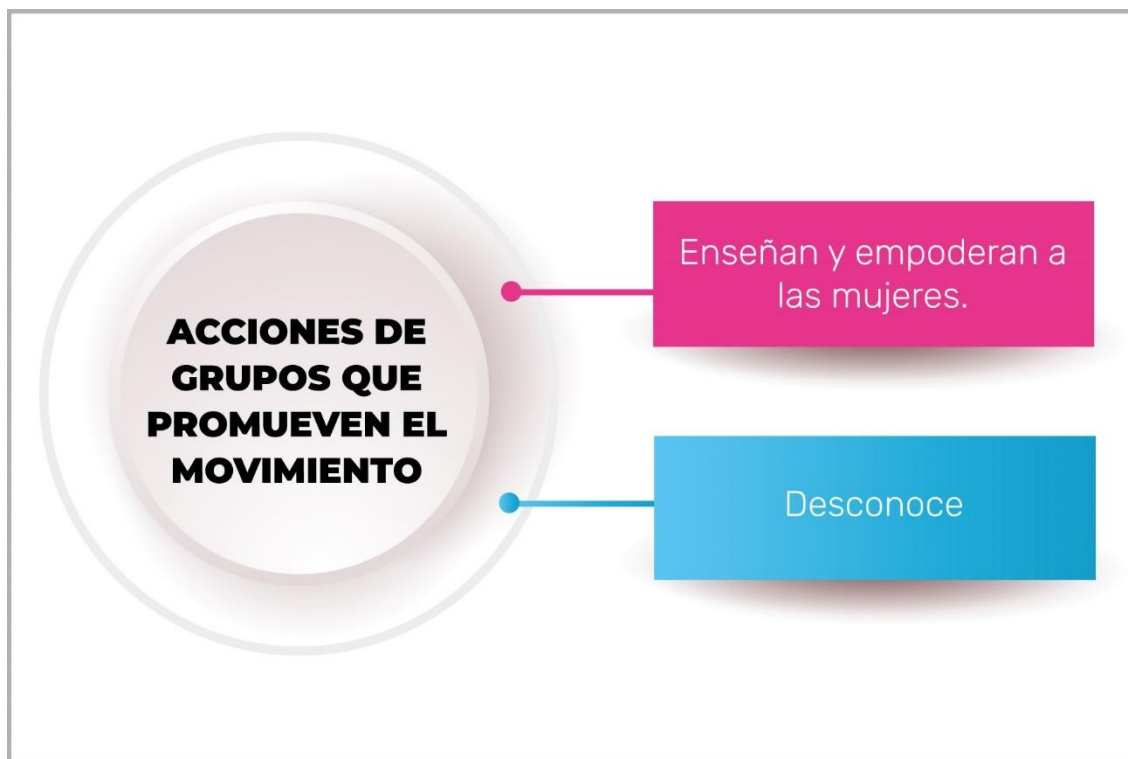 ACCIONES DE
GRUPOS QUE
PROMUEVEN EL
MOVIMIENTO
Enseñan y empoderan a
las mujeres.
Desconoce